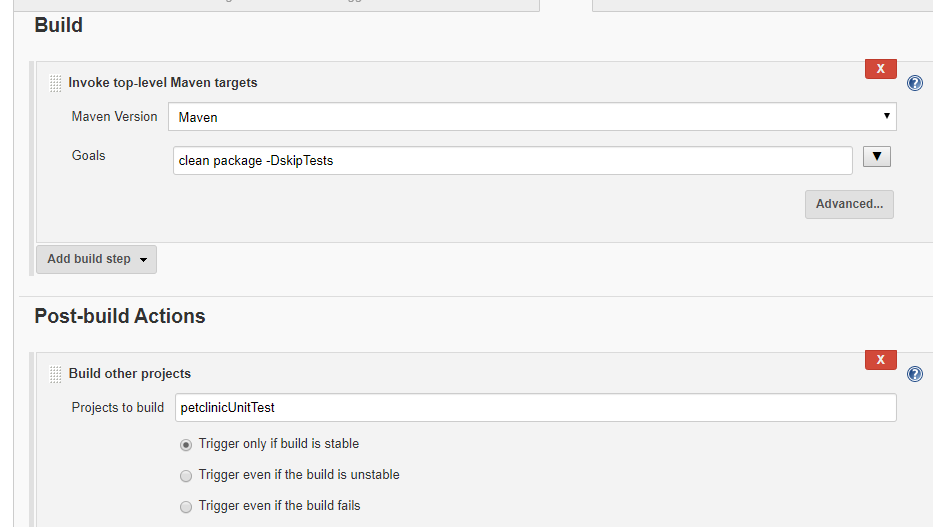 Build
X
Invoke top-level Maven targets
?
Maven Version Maven
Goals clean package -DskipTests
Advanced...
Add build step
Post-build Actions
X
Build other projects
?
Projects to build petclinicUnitTest
Trigger only if build is stable
Trigger even if the build is unstable
Trigger even if the build fails